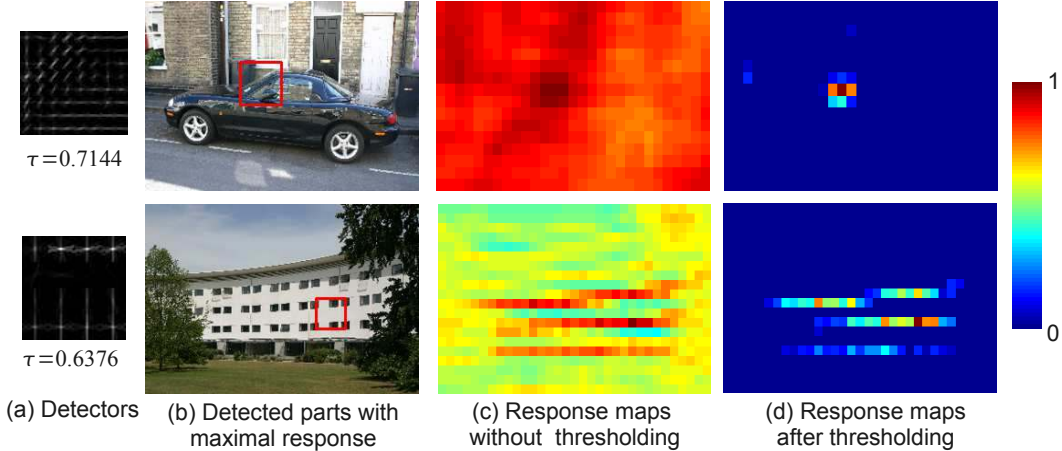 τ=0.7144
1
0
τ=0.6376
(a) Detectors
(b) Detected parts with
maximal response
(c) Response maps
without thresholding
(d) Response maps
after thresholding